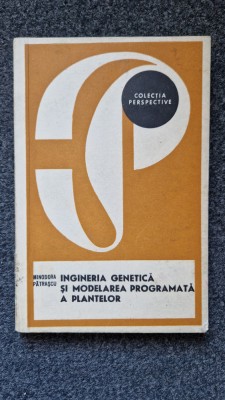 COLECȚIA
PERSPECTIVE
MINODORA
PĂTRAȘCU
INGINERIA GENETICĂ
ȘI MODELAREA PROGRAMATĂ
A PLANTELOR